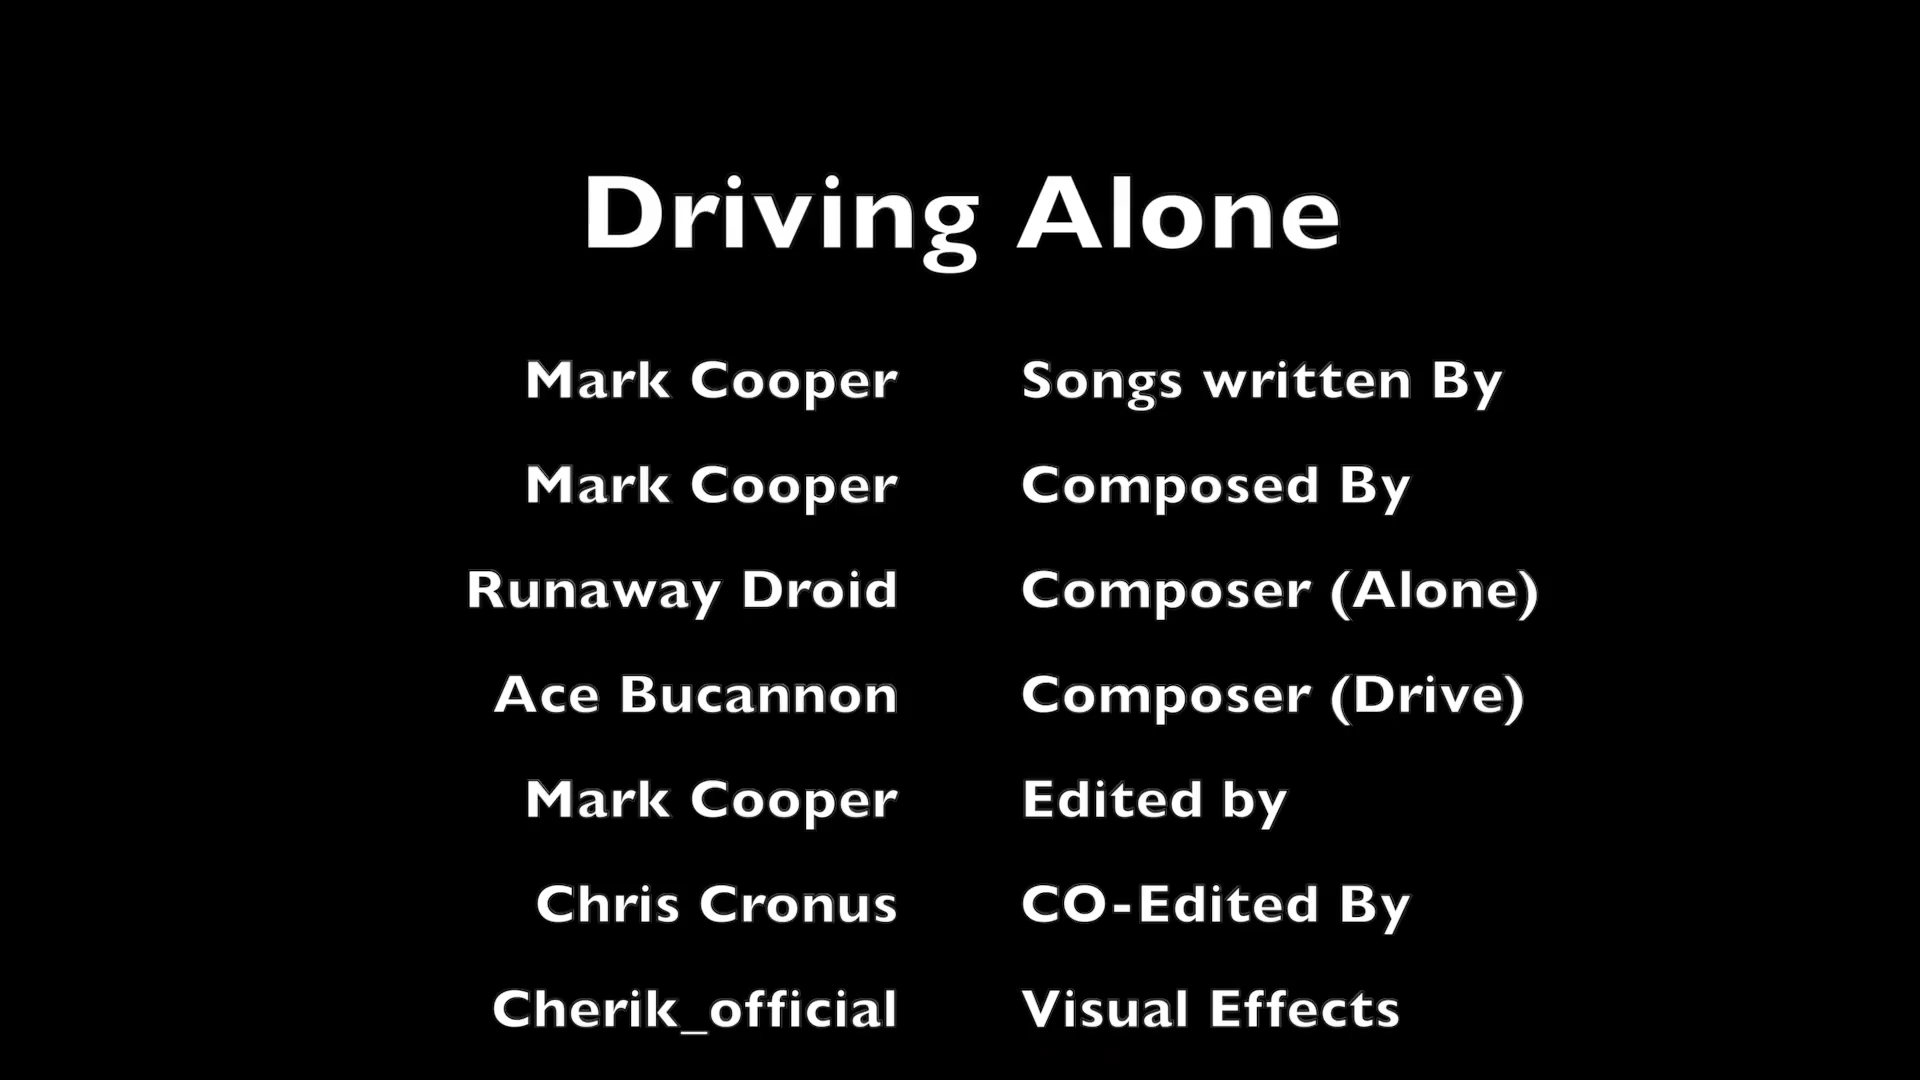 Driving Alone
Mark Cooper Songs written By
Mark Cooper Composed By
Runaway Droid Composer (Alone)
Ace Bucannon Composer (Drive)
Mark Cooper Edited by
Chris Cronus CO-Edited By
Cherik_official Visual Effects